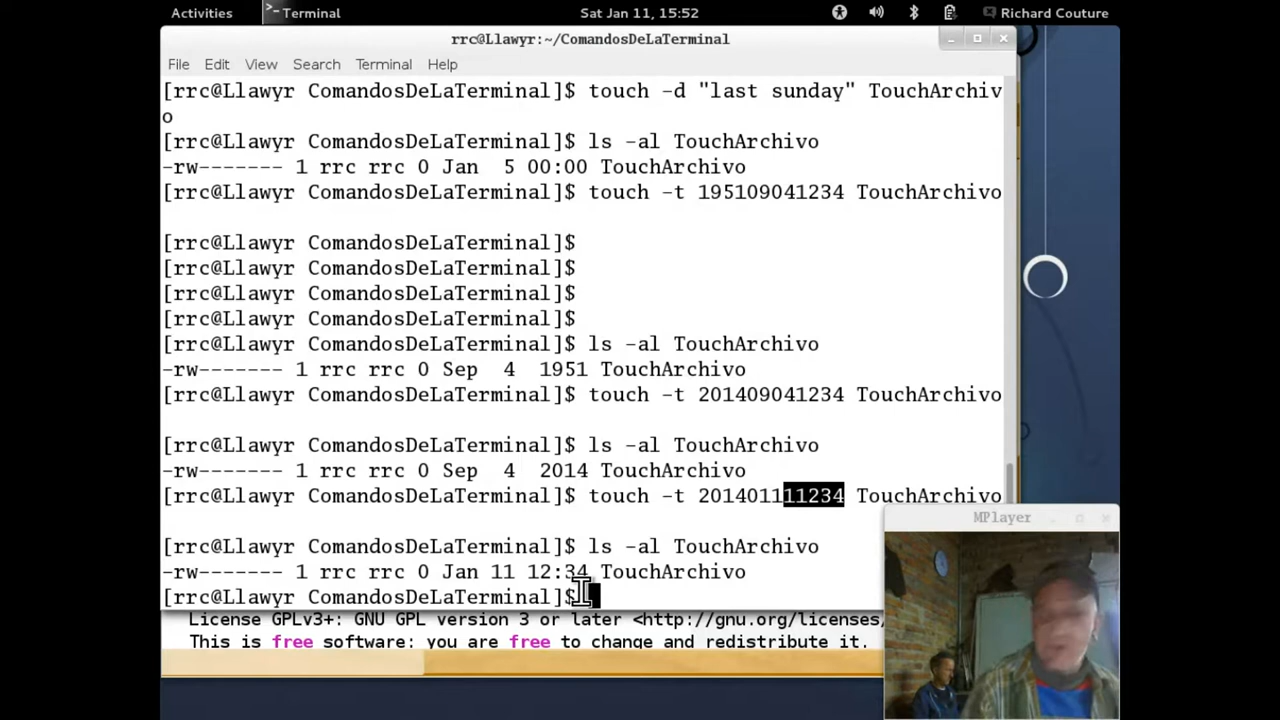 Activities
Terminal
Sat Jan 11, 15:52
Richard Couture
rrc@Llawyr:~/ComandosDeLaTerminal
File Edit View Search Terminal Help
[rrc@Llawyr ComandosDeLaTerminal]$ touch -d "last sunday" TouchArchiv
o
[rrc@Llawyr ComandosDeLaTerminal]$ ls -al TouchArchivo
-rw------- 1 rrc rrc 0 Jan  5 00:00 TouchArchivo
[rrc@Llawyr ComandosDeLaTerminal]$ touch -t 195109041234 TouchArchivo
[rrc@Llawyr ComandosDeLaTerminal]$
[rrc@Llawyr ComandosDeLaTerminal]$
[rrc@Llawyr ComandosDeLaTerminal]$
[rrc@Llawyr ComandosDeLaTerminal]$
[rrc@Llawyr ComandosDeLaTerminal]$ ls -al TouchArchivo
-rw------- 1 rrc rrc 0 Sep  4  1951 TouchArchivo
[rrc@Llawyr ComandosDeLaTerminal]$ touch -t 201409041234 TouchArchivo
[rrc@Llawyr ComandosDeLaTerminal]$ ls -al TouchArchivo
-rw------- 1 rrc rrc 0 Sep  4  2014 TouchArchivo
[rrc@Llawyr ComandosDeLaTerminal]$ touch -t 201401111234 TouchArchivo
[rrc@Llawyr ComandosDeLaTerminal]$ ls -al TouchArchivo
-rw------- 1 rrc rrc 0 Jan 11 12:34 TouchArchivo
[rrc@Llawyr ComandosDeLaTerminal]$
MPlayer
License GPLv3+: GNU GPL version 3 or later <http://gnu.org/licenses/
This is free software: you are free to change and redistribute it.